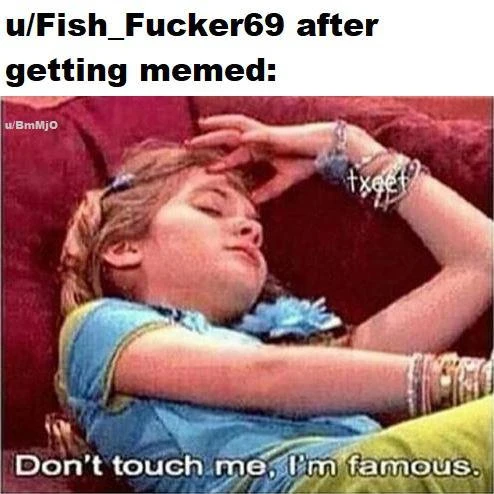 u/Fish_Fucker69 after
getting memed:
u/BmMjO
txeet
Don't touch me, I'm famous.